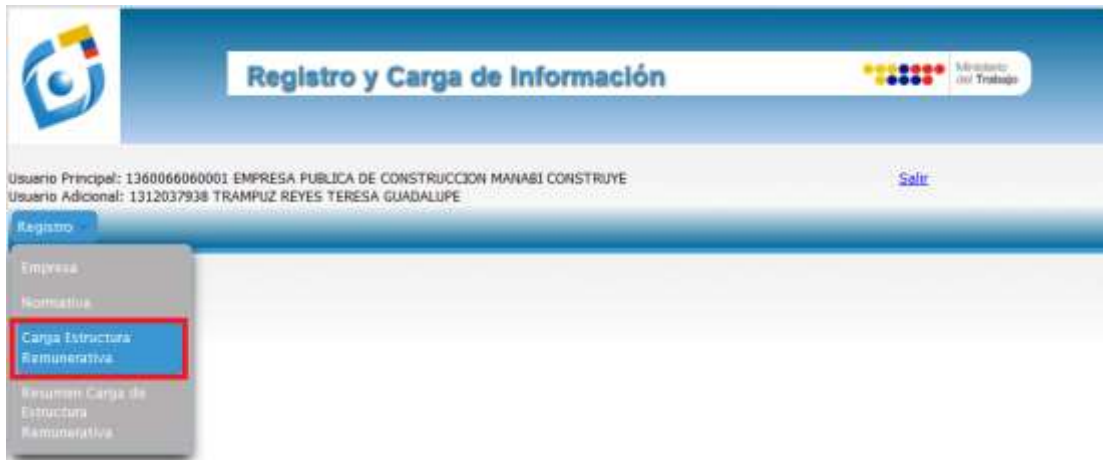 Registro y Carga de Información
Ministerio
del Trabajo
Usuario Principal: 1360066060001 EMPRESA PUBLICA DE CONSTRUCCION MANABI CONSTRUYE
Salir
Usuario Adicional: 1312037938 TRAMPUZ REYES TERESA GUADALUPE
Registro
Empresa
Normativa
Carga Estructura
Remunerativa
Resumen Carga de
Estructura
Remunerativa